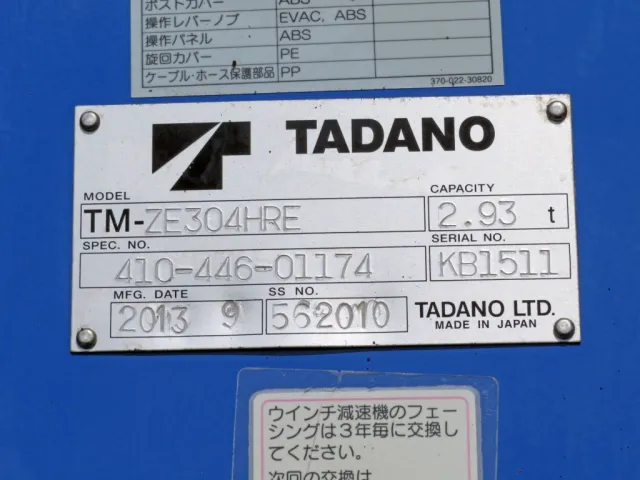 ポストカバー ABS
操作レバーノブ EVAC, ABS
操作パネル ABS
旋回カバー PE
ケーブル・ホース保護部品 PP
370-022-30820
TADANO
MODEL CAPACITY
TM-ZE304HRE 2.93 t
SPEC. NO. SERIAL NO.
410-446-01174 KB1511
MFG. DATE SS NO.
2013 9 562010 TADANO LTD.
MADE IN JAPAN
ウインチ減速機のフェー
シングは3年毎に交換し
てください。
次回の交換は